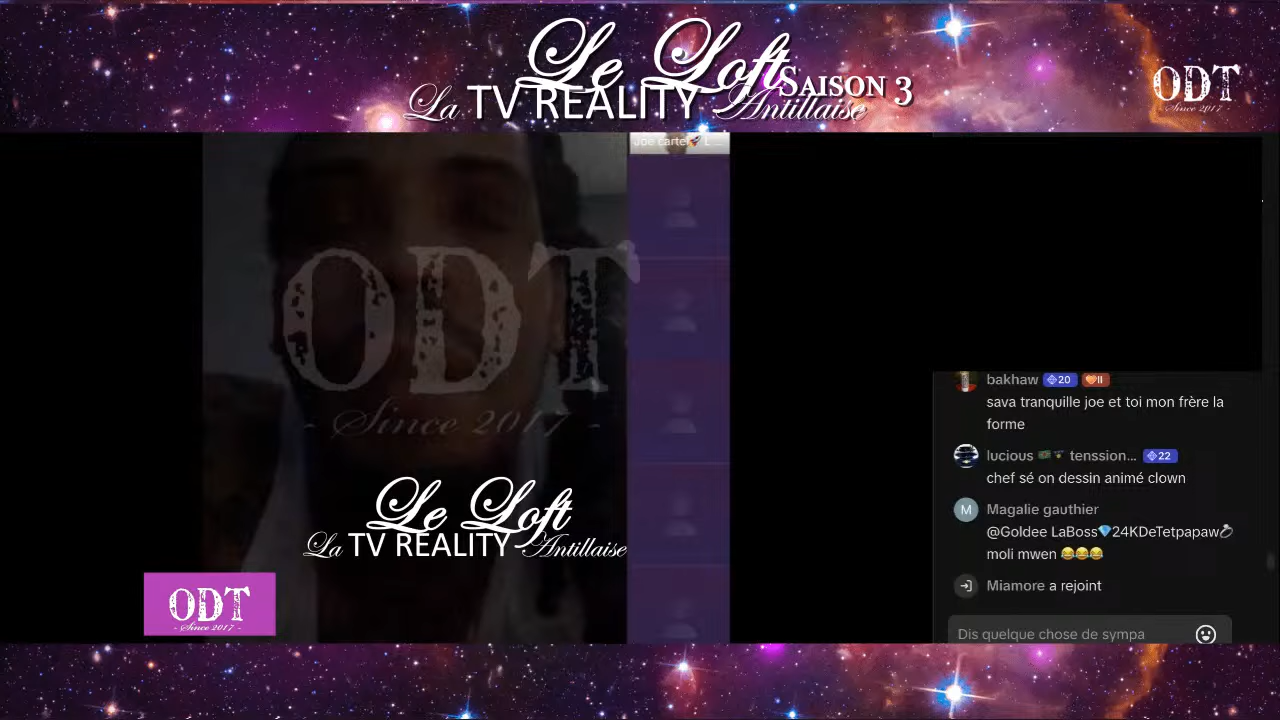 Le Loft
SAISON 3
La TV REALITY Antillaise
ODT
- Since 2017 -
Joe carter🚀 L ...
ODT
- Since 2017 -
Le Loft
La TV REALITY Antillaise
ODT
- Since 2017 -
bakhaw 20 II
sava tranquille joe et toi mon frère la
forme
lucious tenssion... 22
chef sé on dessin animé clown
M Magalie gauthier
@Goldee LaBoss💎24KDeTetpapaw💍
moli mwen 😂😂😂
Miamore a rejoint
Dis quelque chose de sympa